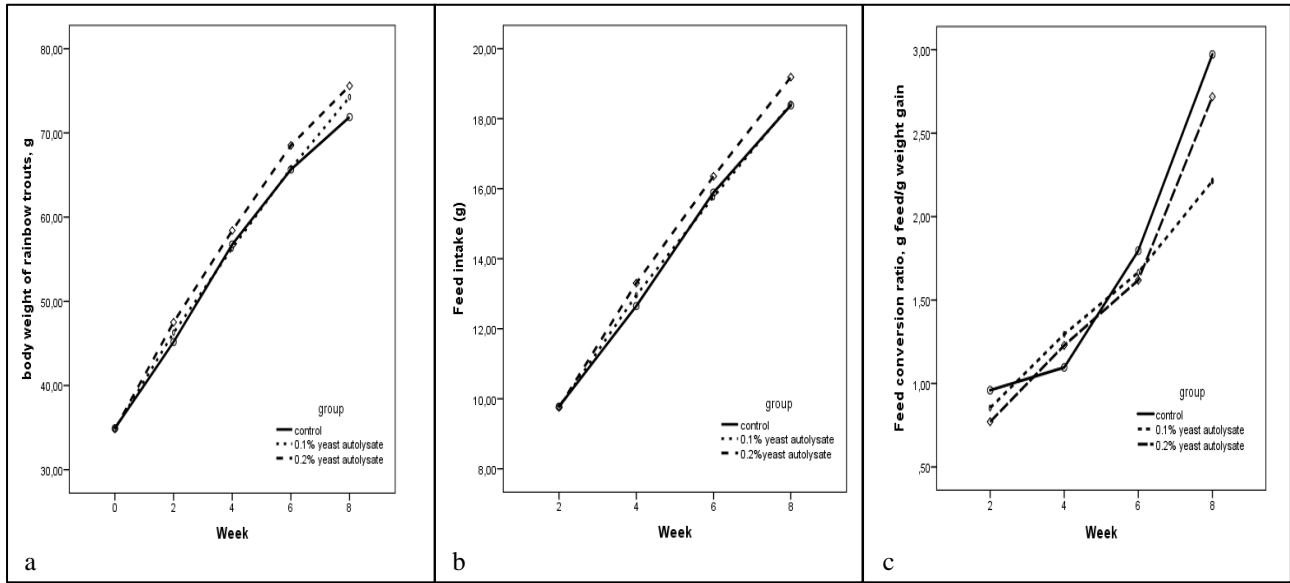 body weight of rainbow trouts, g
80,00
70,00
60,00
50,00
40,00
30,00
group
control
0.1% yeast autolysate
0.2% yeast autolysate
0
2
4
6
8
Week
a
Feed intake (g)
20,00
18,00
16,00
14,00
12,00
10,00
8,00
group
control
0.1% yeast autolysate
0.2%yeast autolysate
2
4
6
8
Week
b
Feed conversion ratio, g feed/g weight gain
3,00
2,50
2,00
1,50
1,00
,50
group
control
0.1% yeast autolysate
0.2% yeast autolysate
2
4
6
8
Week
c